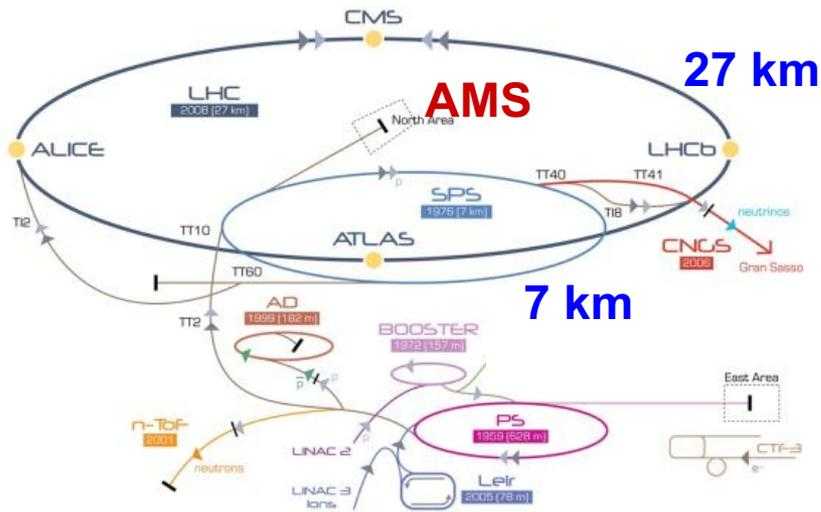 CMS
27 km
LHC
2008 (27 km)
AMS
North Area
ALICE
LHCb
TT40
TT41
SPS
1976 (7 km)
p
TI8
neutrinos
TI2
TT10
ATLAS
CNGS
2006
Gran Sasso
TT60
7 km
AD
1999 (182 m)
TT2
BOOSTER
1972 (157 m)
p
p
East Area
n-ToF
2001
PS
1959 (628 m)
LINAC 2
p
CTF-3
e-
neutrons
LINAC 3
Ions
Leir
2005 (78 m)